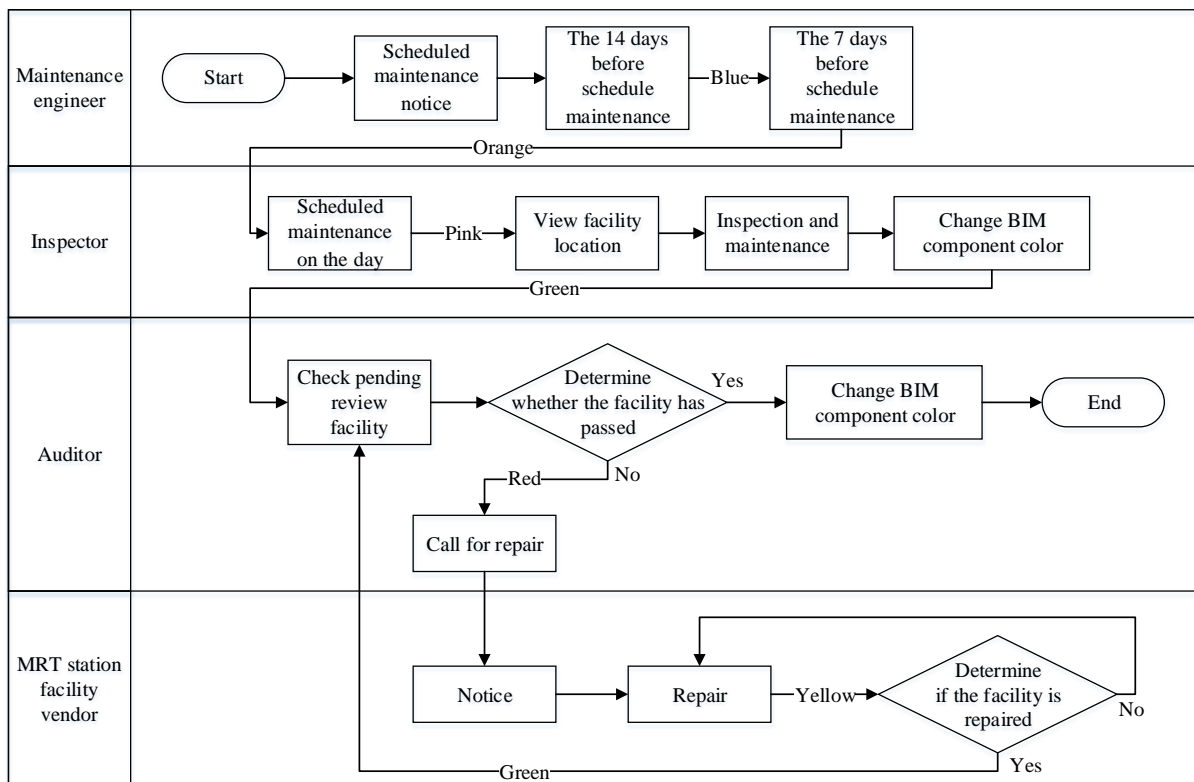 Maintenance
engineer
Start
Scheduled
maintenance
notice
The 14 days
before
schedule
maintenance
Blue
The 7 days
before
schedule
maintenance
Orange
Inspector
Scheduled
maintenance
on the day
Pink
View facility
location
Inspection and
maintenance
Change BIM
component color
Green
Auditor
Check pending
review
facility
Determine
whether the facility has
passed
Yes
Change BIM
component color
End
No
Red
Call for repair
MRT station
facility
vendor
Notice
Repair
Yellow
Determine
if the facility is
repaired
No
Yes
Green